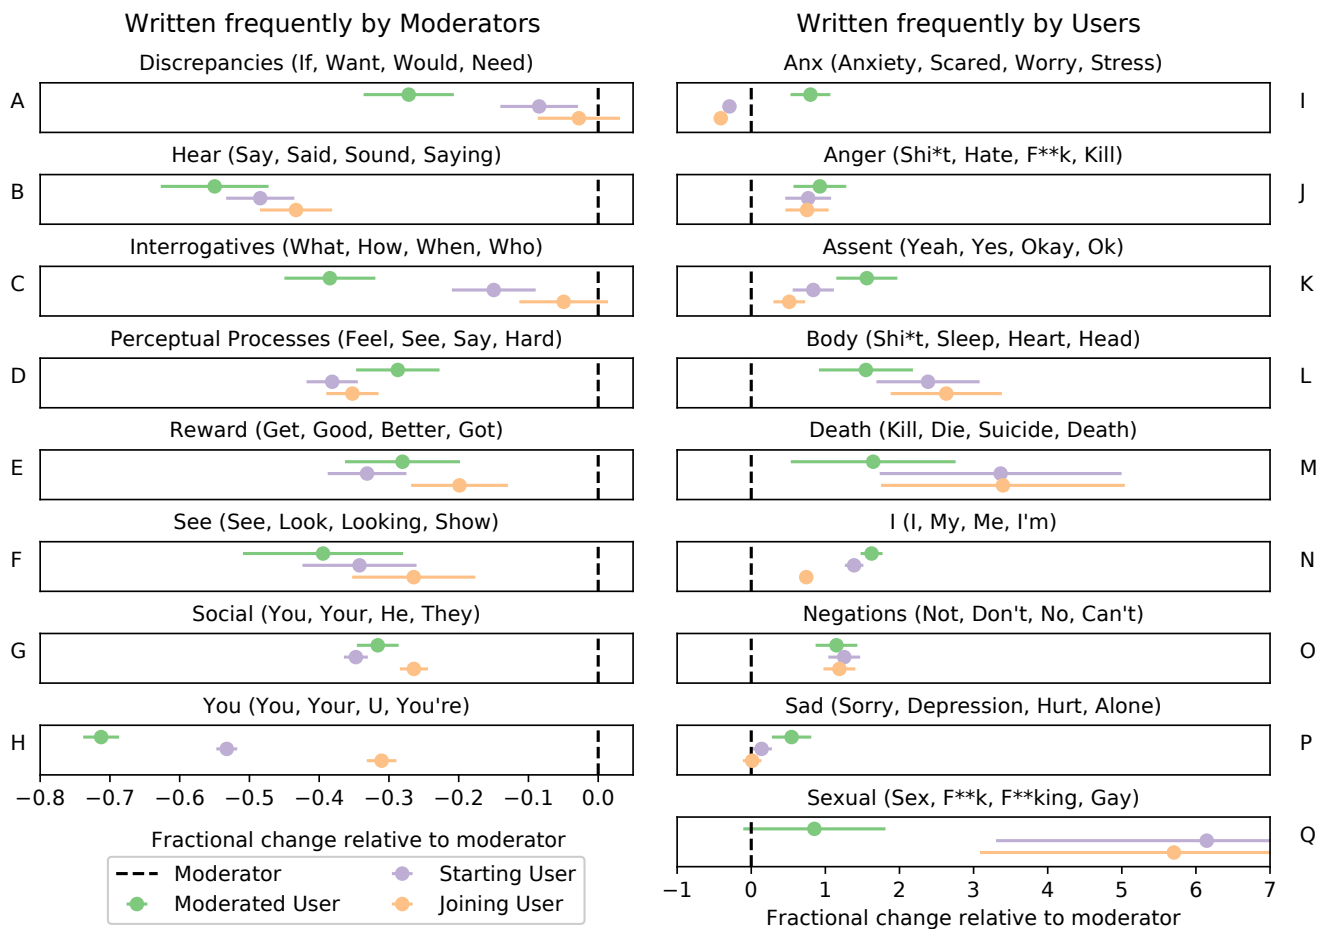 Written frequently by Moderators
Discrepancies (If, Want, Would, Need)
A
Hear (Say, Said, Sound, Saying)
B
Interrogatives (What, How, When, Who)
C
Perceptual Processes (Feel, See, Say, Hard)
D
Reward (Get, Good, Better, Got)
E
See (See, Look, Looking, Show)
F
Social (You, Your, He, They)
G
You (You, Your, U, You're)
H
−0.8 −0.7 −0.6 −0.5 −0.4 −0.3 −0.2 −0.1 0.0
Fractional change relative to moderator
Moderator
Moderated User
Starting User
Joining User
Written frequently by Users
Anx (Anxiety, Scared, Worry, Stress)
I
Anger (Shi*t, Hate, F**k, Kill)
J
Assent (Yeah, Yes, Okay, Ok)
K
Body (Shi*t, Sleep, Heart, Head)
L
Death (Kill, Die, Suicide, Death)
M
I (I, My, Me, I'm)
N
Negations (Not, Don't, No, Can't)
O
Sad (Sorry, Depression, Hurt, Alone)
P
Sexual (Sex, F**k, F**king, Gay)
Q
−1 0 1 2 3 4 5 6 7
Fractional change relative to moderator